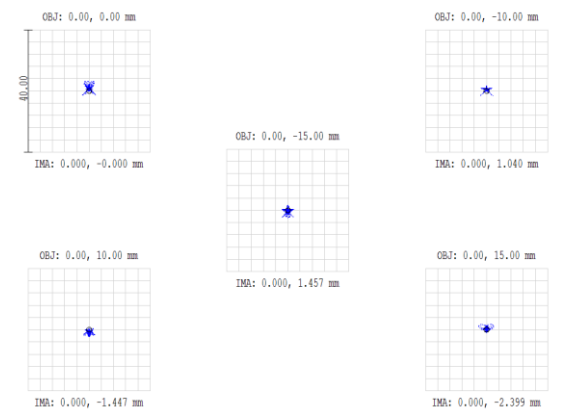 OBJ: 0.00, 0.00 mm
OBJ: 0.00, -10.00 mm
40.00
IMA: 0.000, -0.000 mm
IMA: 0.000, 1.040 mm
OBJ: 0.00, -15.00 mm
IMA: 0.000, 1.457 mm
OBJ: 0.00, 10.00 mm
OBJ: 0.00, 15.00 mm
IMA: 0.000, -1.447 mm
IMA: 0.000, -2.399 mm